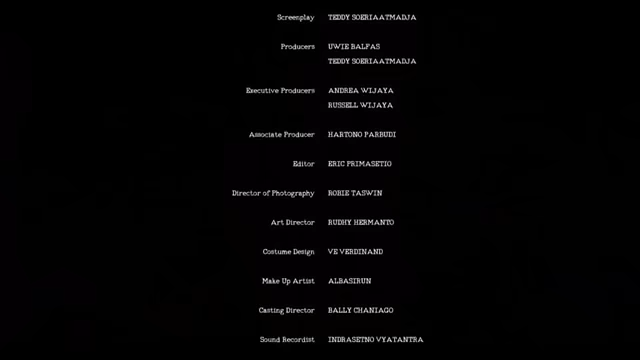 Screenplay TEDDY SOERIAATMADJA
Producers UWIE BALFAS
TEDDY SOERIAATMADJA
Executive Producers ANDREA WIJAYA
RUSSELL WIJAYA
Associate Producer HARTONO PARBUDI
Editor ERIC PRIMASETIO
Director of Photography ROBIE TASWIN
Art Director RUDHY HERMANTO
Costume Design VE VERDINAND
Make Up Artist ALBASIRUN
Casting Director BALLY CHANIAGO
Sound Recordist INDRASETNO VYATANTRA